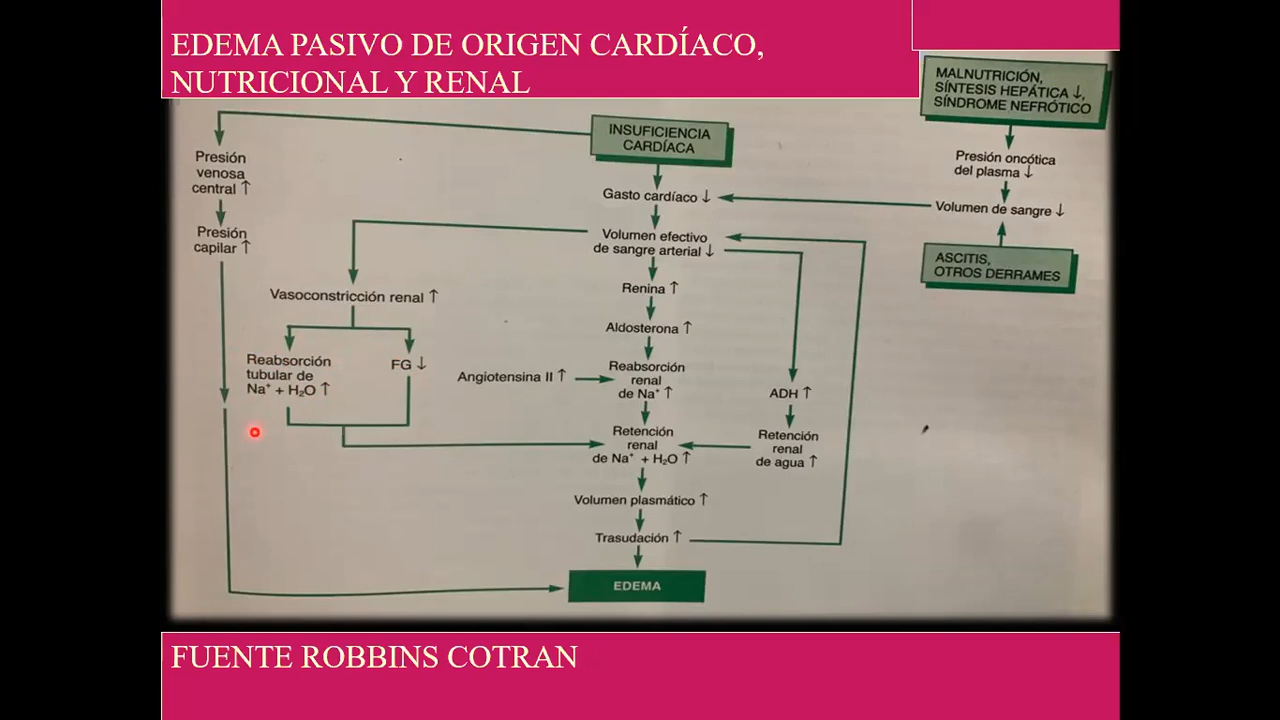 EDEMA PASIVO DE ORIGEN CARDÍACO,
NUTRICIONAL Y RENAL
MALNUTRICIÓN,
SÍNTESIS HEPÁTICA ↓,
SÍNDROME NEFRÓTICO
INSUFICIENCIA
CARDÍACA
Presión
venosa
central ↑
Presión oncótica
del plasma ↓
Gasto cardíaco ↓
Volumen de sangre ↓
Presión
capilar ↑
Volumen efectivo
de sangre arterial ↓
ASCITIS,
OTROS DERRAMES
Vasoconstricción renal ↑
Renina ↑
Aldosterona ↑
Reabsorción
tubular de
Na⁺ + H₂O ↑
FG ↓
Angiotensina II ↑
Reabsorción
renal
de Na⁺ ↑
ADH ↑
Retención
renal
de Na⁺ + H₂O ↑
Retención
renal
de agua ↑
Volumen plasmático ↑
Trasudación ↑
EDEMA
FUENTE ROBBINS COTRAN